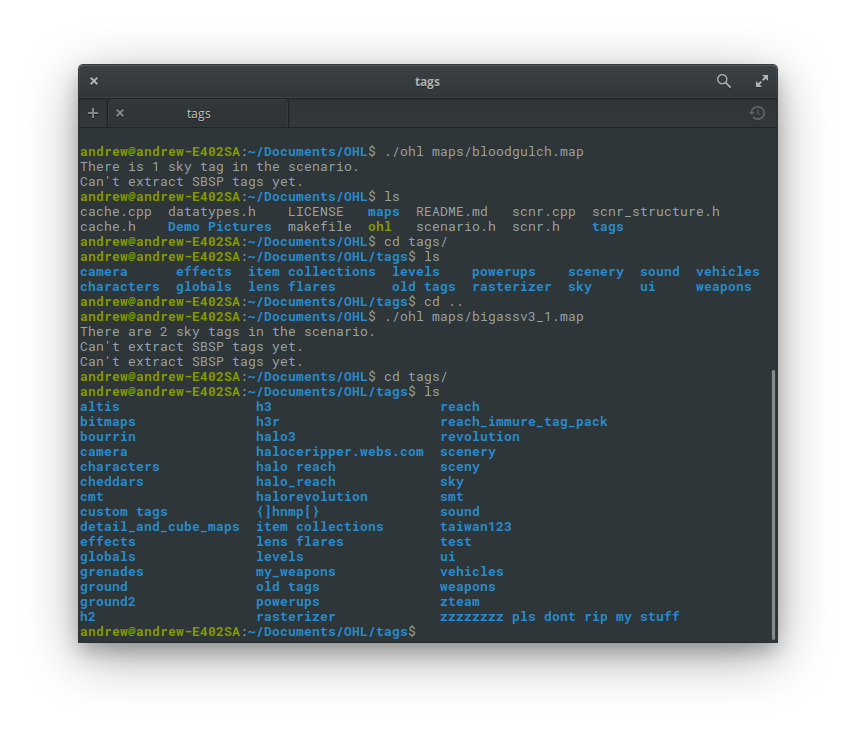 tags
tags
andrew@andrew-E402SA:~/Documents/OHL$ ./ohl maps/bloodgulch.map
There is 1 sky tag in the scenario.
Can't extract SBSP tags yet.
andrew@andrew-E402SA:~/Documents/OHL$ ls
cache.cpp  datatypes.h    LICENSE   maps  README.md   scnr.cpp  scnr_structure.h
cache.h    Demo Pictures  makefile  ohl   scenario.h  scnr.h    tags
andrew@andrew-E402SA:~/Documents/OHL$ cd tags/
andrew@andrew-E402SA:~/Documents/OHL/tags$ ls
camera      effects  item collections  levels    powerups    scenery  sound  vehicles
characters  globals  lens flares       old tags  rasterizer  sky      ui     weapons
andrew@andrew-E402SA:~/Documents/OHL/tags$ cd ..
andrew@andrew-E402SA:~/Documents/OHL$ ./ohl maps/bigassv3_1.map
There are 2 sky tags in the scenario.
Can't extract SBSP tags yet.
Can't extract SBSP tags yet.
andrew@andrew-E402SA:~/Documents/OHL$ cd tags/
andrew@andrew-E402SA:~/Documents/OHL/tags$ ls
altis                 h3                     reach
bitmaps               h3r                    reach_immure_tag_pack
bourrin               halo3                  revolution
camera                haloceripper.webs.com  scenery
characters            halo reach             sceny
cheddars              halo_reach             sky
cmt                   halorevolution         smt
custom tags           {]hnmp[}               sound
detail_and_cube_maps  item collections       taiwan123
effects               lens flares            test
globals               levels                 ui
grenades              my_weapons             vehicles
ground                old tags               weapons
ground2               powerups               zteam
h2                    rasterizer             zzzzzzzz pls dont rip my stuff
andrew@andrew-E402SA:~/Documents/OHL/tags$